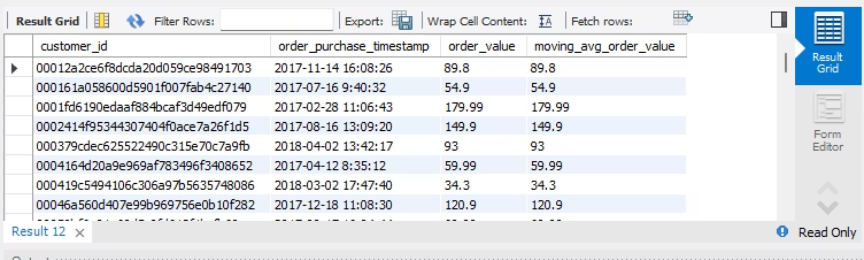 Result Grid Filter Rows: Export: Wrap Cell Content: Fetch rows:
customer_id order_purchase_timestamp order_value moving_avg_order_value
00012a2ce6f8dcda20d059ce98491703 2017-11-14 16:08:26 89.8 89.8
000161a058600d5901f007fab4c27140 2017-07-16 9:40:32 54.9 54.9
0001fd6190edaaf884bcaf3d49edf079 2017-02-28 11:06:43 179.99 179.99
0002414f95344307404f0ace7a26f1d5 2017-08-16 13:09:20 149.9 149.9
000379cdec625522490c315e70c7a9fb 2018-04-02 13:42:17 93 93
0004164d20a9e969af783496f3408652 2017-04-12 8:35:12 59.99 59.99
000419c5494106c306a97b5635748086 2018-03-02 17:47:40 34.3 34.3
00046a560d407e99b969756e0b10f282 2017-12-18 11:08:30 120.9 120.9
Result
Grid
Form
Editor
Result 12 Read Only